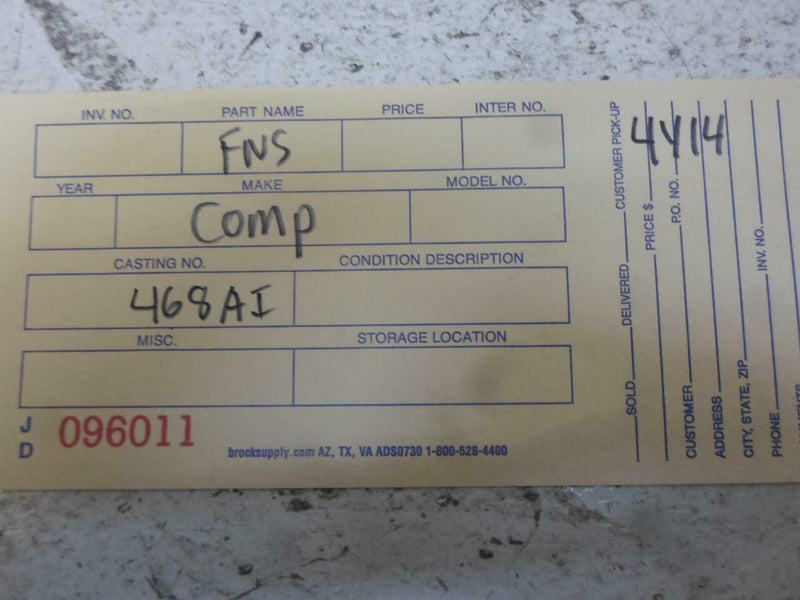 INV. NO. PART NAME PRICE INTER NO.
FNS
YEAR MAKE MODEL NO.
Comp
CASTING NO. CONDITION DESCRIPTION
468AI
MISC. STORAGE LOCATION
J
D
096011
brocksupply.com AZ, TX, VA ADS0730 1-800-528-4400
SOLD DELIVERED CUSTOMER PICK-UP
PRICE $
4Y14
CUSTOMER P.O. NO.
ADDRESS
CITY, STATE, ZIP
PHONE INV. NO.